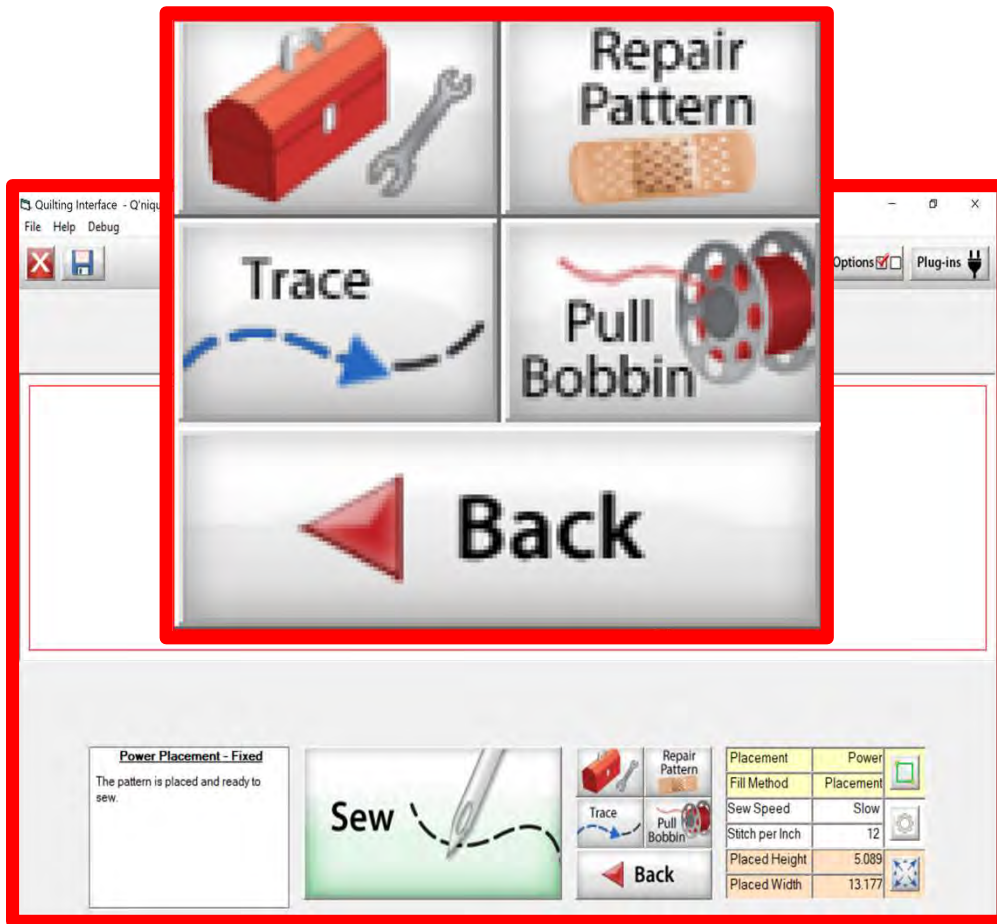 Repair
Pattern
Trace
Pull
Bobbin
Back
Quilting Interface - Q'niqu
File Help Debug
Options Plug-ins
Power Placement - Fixed
The pattern is placed and ready to
sew.
Sew
Repair
Pattern
Trace
Pull
Bobbin
Back
Placement Power
Fill Method Placement
Sew Speed Slow
Stitch per Inch 12
Placed Height 5.089
Placed Width 13.177